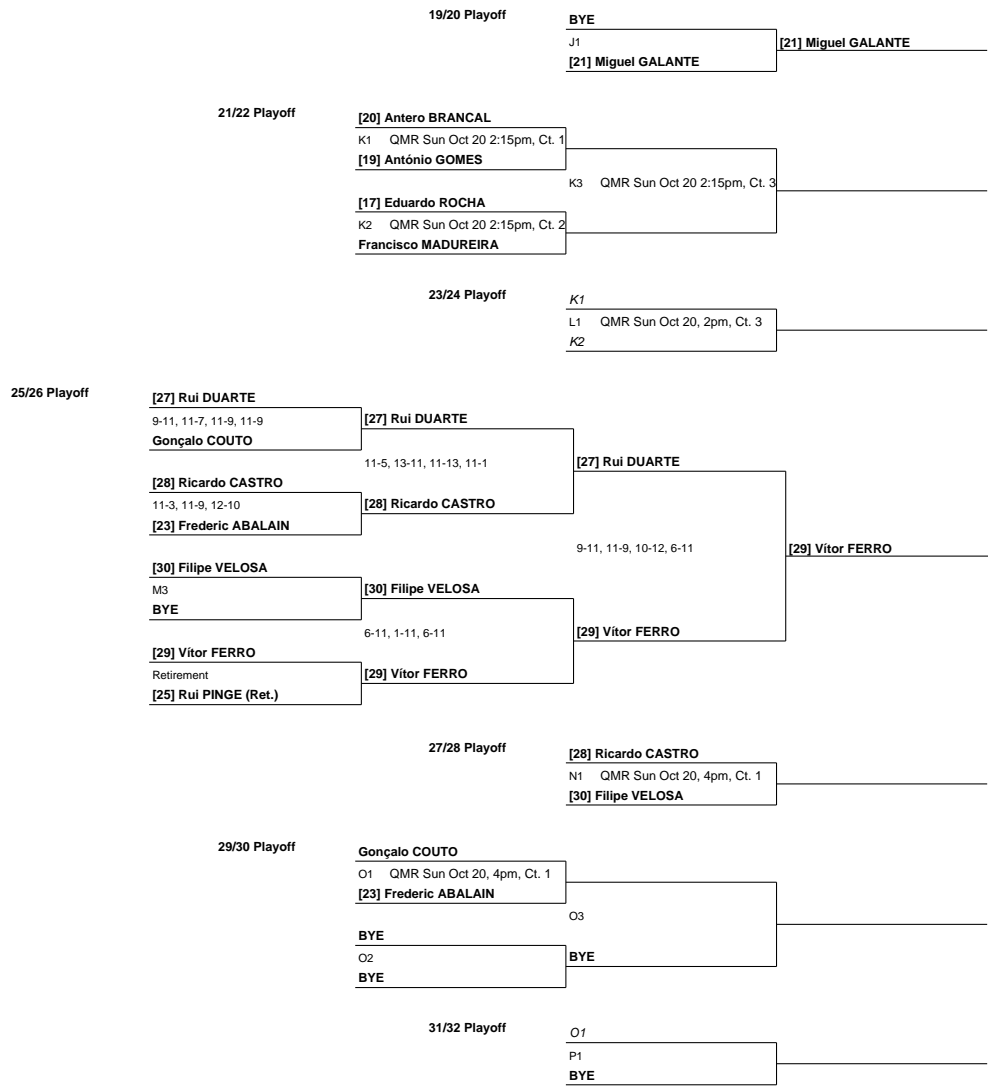 19/20 Playoff
BYE
J1
[21] Miguel GALANTE
[21] Miguel GALANTE
21/22 Playoff
[20] Antero BRANCAL
K1 QMR Sun Oct 20 2:15pm, Ct. 1
[19] António GOMES
K3 QMR Sun Oct 20 2:15pm, Ct. 3
[17] Eduardo ROCHA
K2 QMR Sun Oct 20 2:15pm, Ct. 2
Francisco MADUREIRA
23/24 Playoff
K1
L1 QMR Sun Oct 20, 2pm, Ct. 3
K2
25/26 Playoff
[27] Rui DUARTE
9-11, 11-7, 11-9, 11-9
Gonçalo COUTO
[27] Rui DUARTE
11-5, 13-11, 11-13, 11-1
[27] Rui DUARTE
[28] Ricardo CASTRO
11-3, 11-9, 12-10
[23] Frederic ABALAIN
[28] Ricardo CASTRO
9-11, 11-9, 10-12, 6-11
[29] Vítor FERRO
[30] Filipe VELOSA
M3
BYE
[30] Filipe VELOSA
6-11, 1-11, 6-11
[29] Vítor FERRO
[29] Vítor FERRO
Retirement
[25] Rui PINGE (Ret.)
[29] Vítor FERRO
27/28 Playoff
[28] Ricardo CASTRO
N1 QMR Sun Oct 20, 4pm, Ct. 1
[30] Filipe VELOSA
29/30 Playoff
Gonçalo COUTO
O1 QMR Sun Oct 20, 4pm, Ct. 1
[23] Frederic ABALAIN
O3
BYE
O2
BYE
BYE
31/32 Playoff
O1
P1
BYE